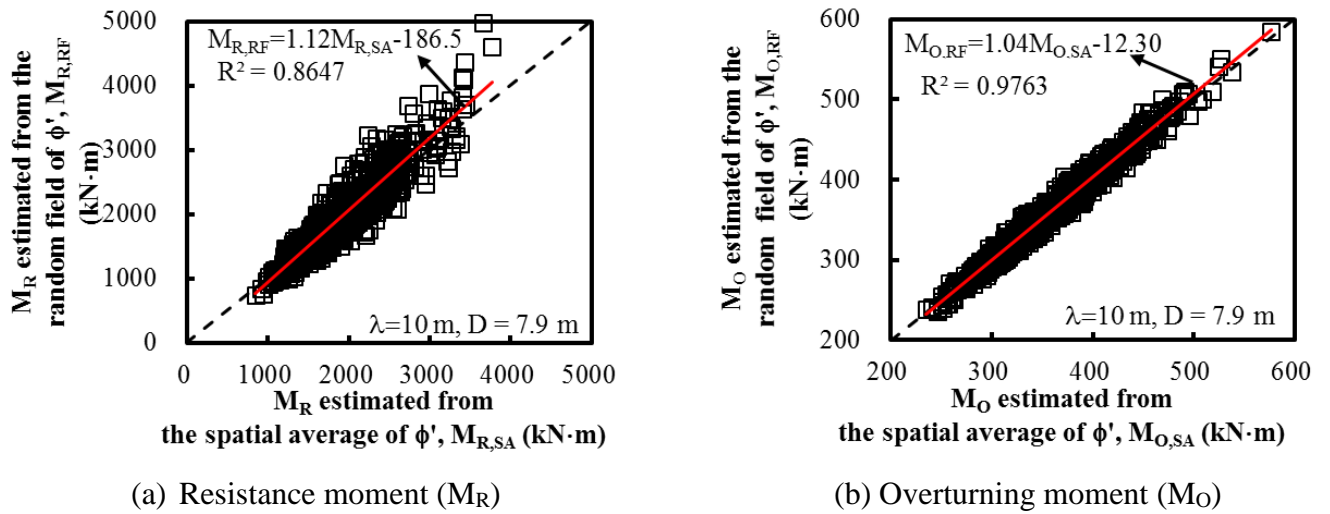 M_R estimated from the
random field of ϕ', M_R,RF
(kN·m)
5000
4000
3000
2000
1000
0
M_R,RF=1.12M_R,SA-186.5
R² = 0.8647
λ=10 m, D = 7.9 m
0 1000 2000 3000 4000 5000
M_R estimated from
the spatial average of ϕ', M_R,SA (kN·m)
(a) Resistance moment (M_R)
M_O estimated from the
random field of ϕ', M_O,RF
(kN·m)
600
500
400
300
200
M_O.RF=1.04M_O.SA-12.30
R² = 0.9763
λ=10 m, D = 7.9 m
200 300 400 500 600
M_O estimated from
the spatial average of ϕ', M_O,SA (kN·m)
(b) Overturning moment (M_O)